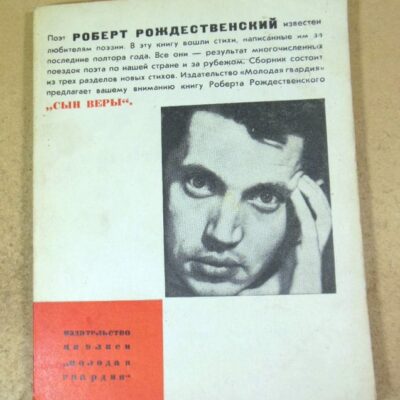 Поэт РОБЕРТ РОЖДЕСТВЕНСКИЙ известен
любителям поэзии. В эту книгу вошли стихи, написанные им за
последние полтора года. Все они — результат многочисленных
поездок поэта по нашей стране и за рубежом. Сборник состоит
из трех разделов новых стихов. Издательство «Молодая гвардия»
предлагает вашему вниманию книгу Роберта Рождественского
„СЫН ВЕРЫ“.
издательство
цк влксм
„молодая
гвардия“